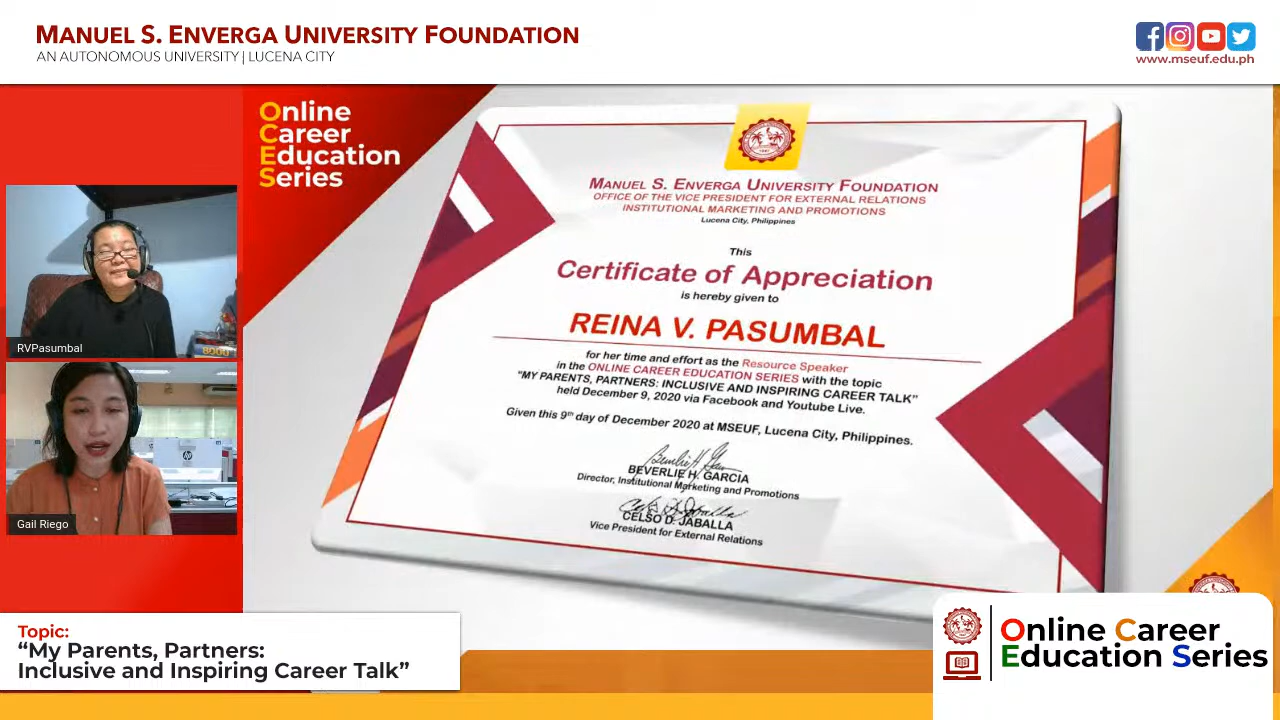 MANUEL S. ENVERGA UNIVERSITY FOUNDATION
AN AUTONOMOUS UNIVERSITY | LUCENA CITY
www.mseuf.edu.ph
Online
Career
Education
Series
MANUEL S. ENVERGA UNIVERSITY FOUNDATION
OFFICE OF THE VICE PRESIDENT FOR EXTERNAL RELATIONS
INSTITUTIONAL MARKETING AND PROMOTIONS
Lucena City, Philippines
This
Certificate of Appreciation
is hereby given to
REINA V. PASUMBAL
for her time and effort as the Resource Speaker
in the ONLINE CAREER EDUCATION SERIES with the topic
"MY PARENTS, PARTNERS: INCLUSIVE AND INSPIRING CAREER TALK"
held December 9, 2020 via Facebook and Youtube Live.
Given this 9th day of December 2020 at MSEUF, Lucena City, Philippines.
BEVERLIE H. GARCIA
Director, Institutional Marketing and Promotions
CELSO D. JABALLA
Vice President for External Relations
RVPasumbal
Gail Riego
hp
Topic:
“My Parents, Partners:
Inclusive and Inspiring Career Talk”
Online Career
Education Series